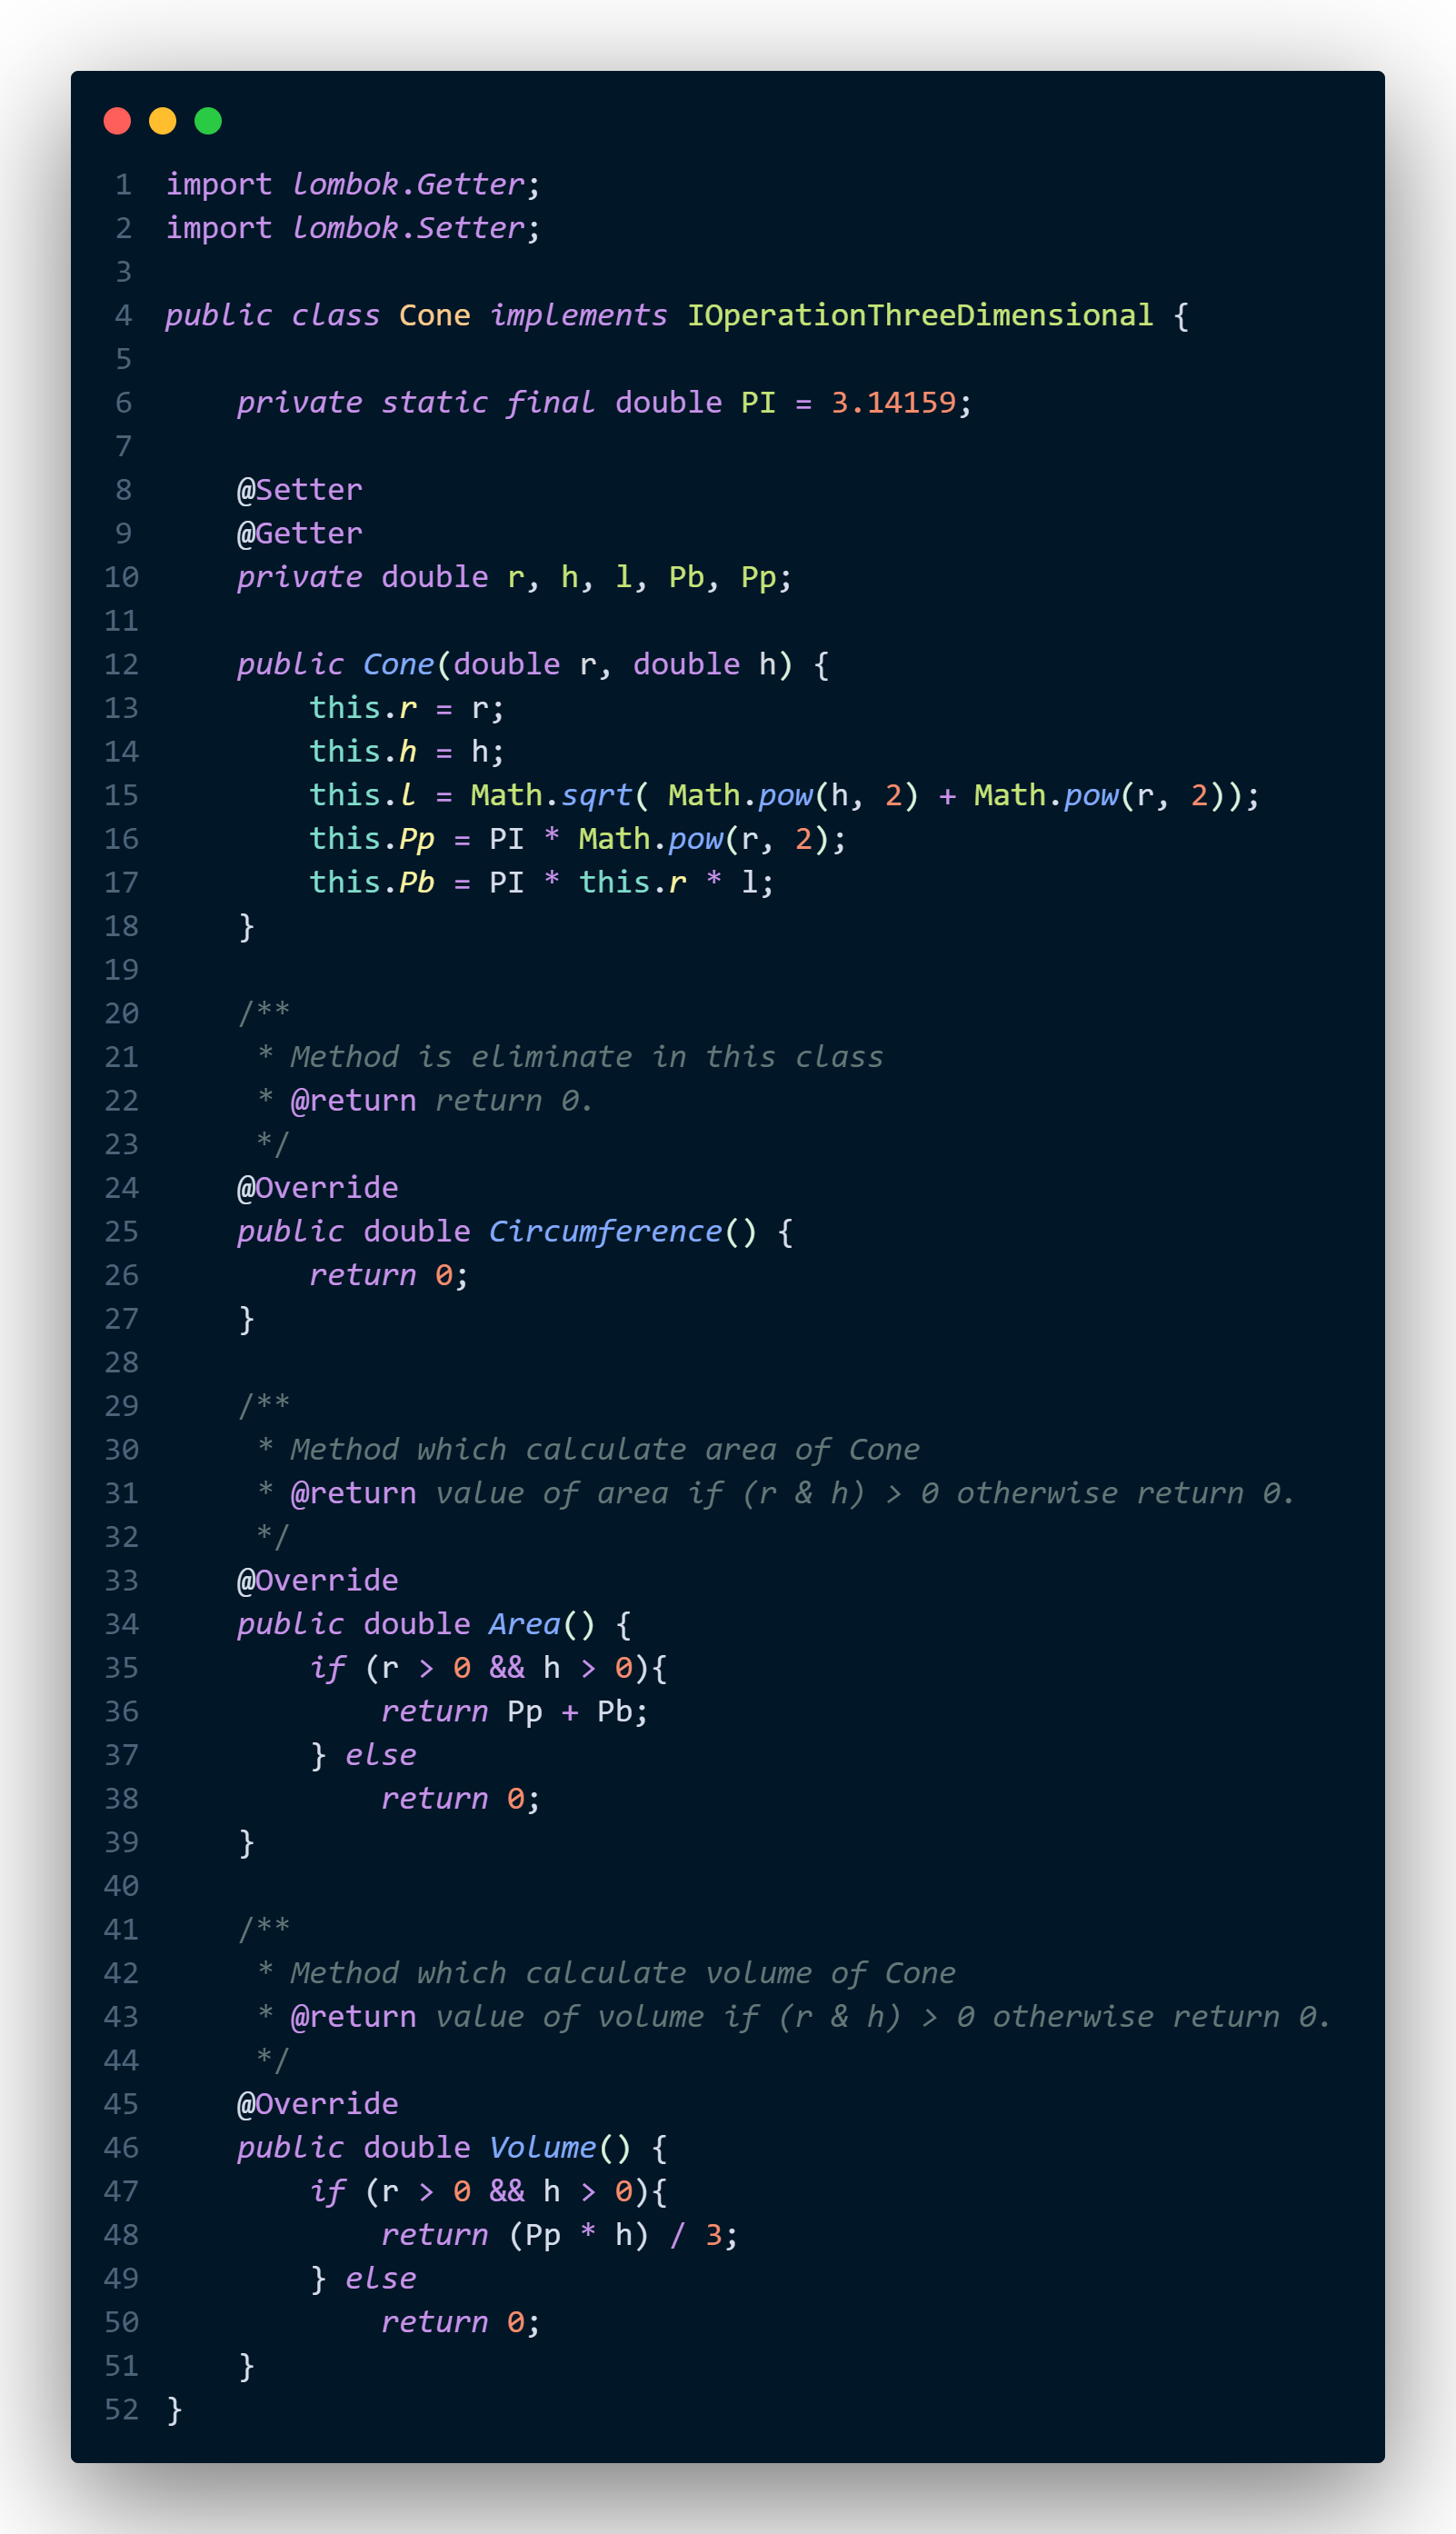 1 import lombok.Getter;
2 import lombok.Setter;
3
4 public class Cone implements IOperationThreeDimensional {
5
6     private static final double PI = 3.14159;
7
8     @Setter
9     @Getter
10     private double r, h, l, Pb, Pp;
11
12     public Cone(double r, double h) {
13         this.r = r;
14         this.h = h;
15         this.l = Math.sqrt( Math.pow(h, 2) + Math.pow(r, 2));
16         this.Pp = PI * Math.pow(r, 2);
17         this.Pb = PI * this.r * l;
18     }
19
20     /**
21      * Method is eliminate in this class
22      * @return return 0.
23      */
24     @Override
25     public double Circumference() {
26         return 0;
27     }
28
29     /**
30      * Method which calculate area of Cone
31      * @return value of area if (r & h) > 0 otherwise return 0.
32      */
33     @Override
34     public double Area() {
35         if (r > 0 && h > 0){
36             return Pp + Pb;
37         } else
38             return 0;
39     }
40
41     /**
42      * Method which calculate volume of Cone
43      * @return value of volume if (r & h) > 0 otherwise return 0.
44      */
45     @Override
46     public double Volume() {
47         if (r > 0 && h > 0){
48             return (Pp * h) / 3;
49         } else
50             return 0;
51     }
52 }